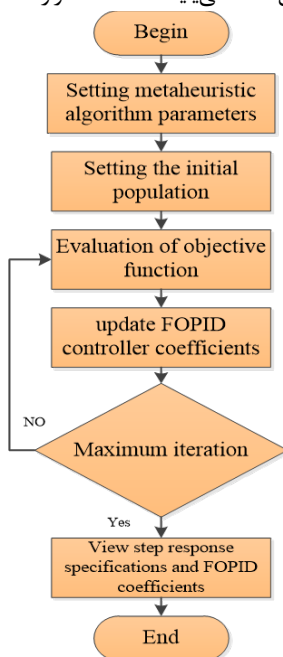 Begin
Setting metaheuristic
algorithm parameters
Setting the initial
population
Evaluation of objective
function
update FOPID
controller coefficients
NO
Maximum iteration
Yes
View step response
specifications and FOPID
coefficients
End